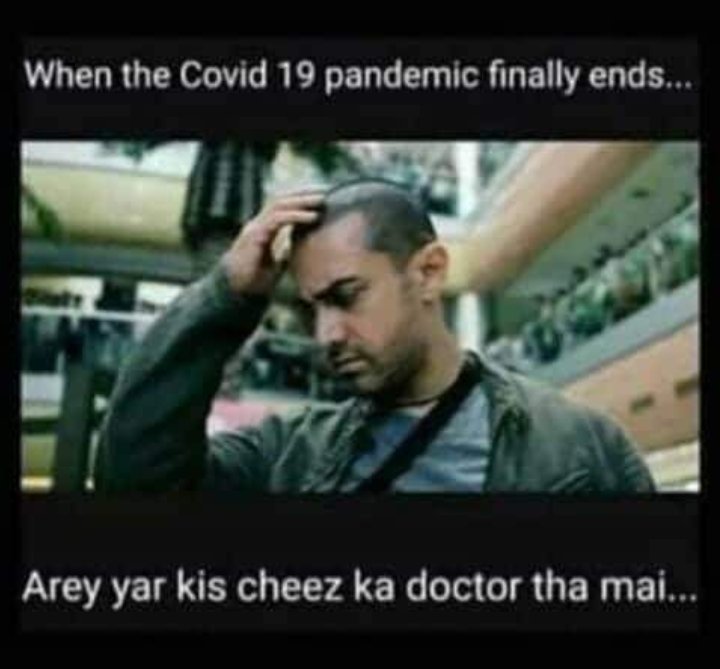 When the Covid 19 pandemic finally ends...
Arey yar kis cheez ka doctor tha mai...